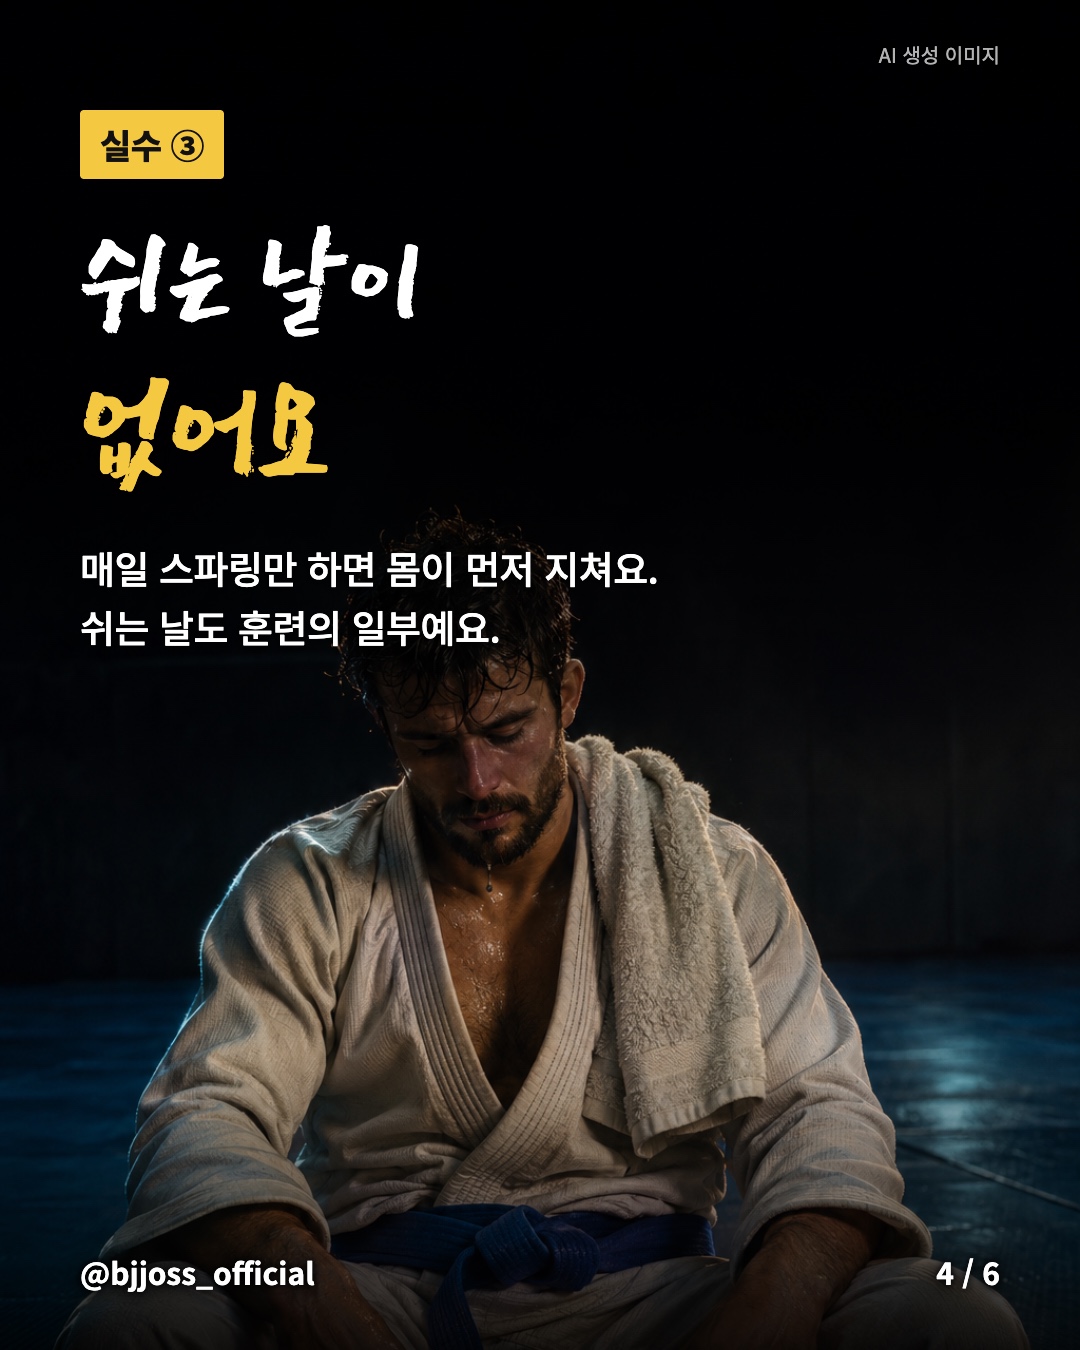 AI 생성 이미지
실수 ③
쉬는 날이
없어요
매일 스파링만 하면 몸이 먼저 지쳐요.
쉬는 날도 훈련의 일부예요.
@bjjoss_official
4 / 6